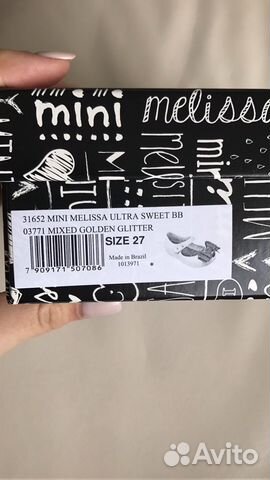 mini melissa
31652 MINI MELISSA ULTRA SWEET BB
03771 MIXED GOLDEN GLITTER
SIZE 27
Made in Brazil
1013971
7 909171 507086
Avito